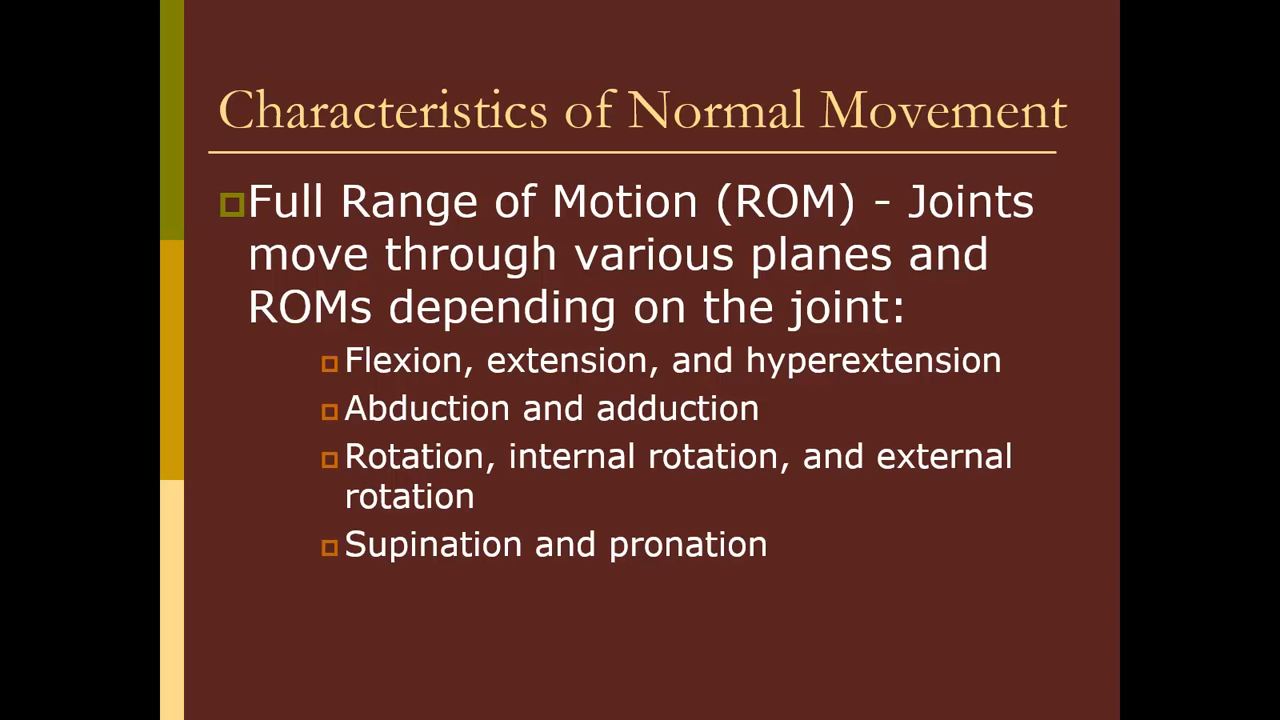 Characteristics of Normal Movement
Full Range of Motion (ROM) - Joints
move through various planes and
ROMs depending on the joint:
Flexion, extension, and hyperextension
Abduction and adduction
Rotation, internal rotation, and external
rotation
Supination and pronation